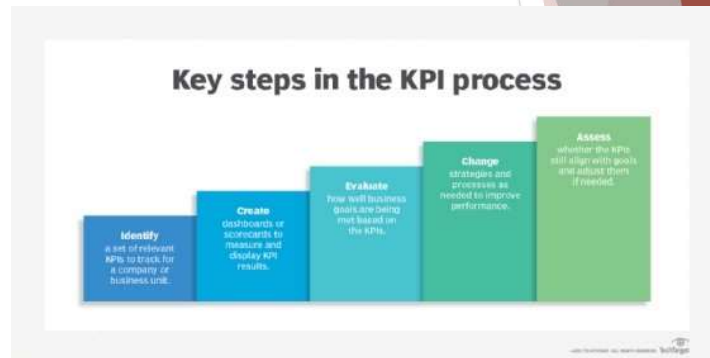 Key steps in the KPI process
Identify
a set of relevant
KPIs to track for
a company or
business unit.
Create
dashboards or
scorecards to
measure and
display KPI
results.
Evaluate
how well business
goals are being
met based on
the KPIs.
Change
strategies and
processes as
needed to improve
performance.
Assess
whether the KPIs
still align with goals
and adjust them
if needed.
TechTarget